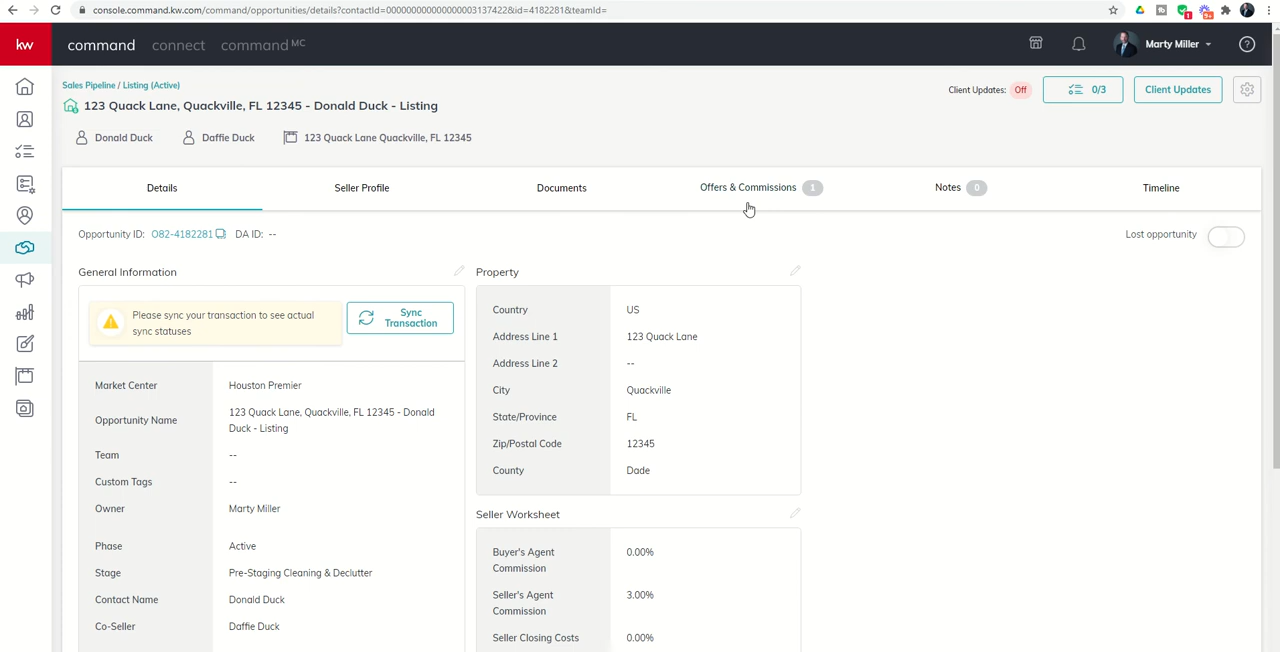 console.command.kw.com/command/opportunities/details?contactId=000000000000000003137422&id=4182281&teamId=
1
9+
kw
command connect command MC
Marty Miller
Sales Pipeline / Listing (Active)
123 Quack Lane, Quackville, FL 12345 - Donald Duck - Listing
Client Updates: Off
0/3
Client Updates
Donald Duck Daffie Duck 123 Quack Lane Quackville, FL 12345
Details Seller Profile Documents Offers & Commissions 1 Notes 0 Timeline
Opportunity ID: O82-4182281 DA ID: --
Lost opportunity
General Information
Please sync your transaction to see actual
sync statuses
Sync
Transaction
Market Center Houston Premier
Opportunity Name 123 Quack Lane, Quackville, FL 12345 - Donald
Duck - Listing
Team --
Custom Tags --
Owner Marty Miller
Phase Active
Stage Pre-Staging Cleaning & Declutter
Contact Name Donald Duck
Co-Seller Daffie Duck
Property
Country US
Address Line 1 123 Quack Lane
Address Line 2 --
City Quackville
State/Province FL
Zip/Postal Code 12345
County Dade
Seller Worksheet
Buyer's Agent
Commission 0.00%
Seller's Agent
Commission 3.00%
Seller Closing Costs 0.00%